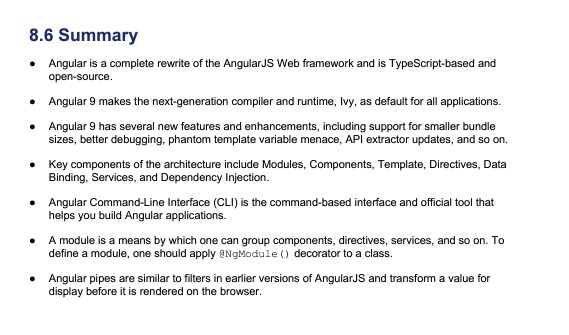 8.6 Summary
● Angular is a complete rewrite of the AngularJS Web framework and is TypeScript-based and
open-source.
● Angular 9 makes the next-generation compiler and runtime, Ivy, as default for all applications.
● Angular 9 has several new features and enhancements, including support for smaller bundle
sizes, better debugging, phantom template variable menace, API extractor updates, and so on.
● Key components of the architecture include Modules, Components, Template, Directives, Data
Binding, Services, and Dependency Injection.
● Angular Command-Line Interface (CLI) is the command-based interface and official tool that
helps you build Angular applications.
● A module is a means by which one can group components, directives, services, and so on. To
define a module, one should apply @NgModule() decorator to a class.
● Angular pipes are similar to filters in earlier versions of AngularJS and transform a value for
display before it is rendered on the browser.